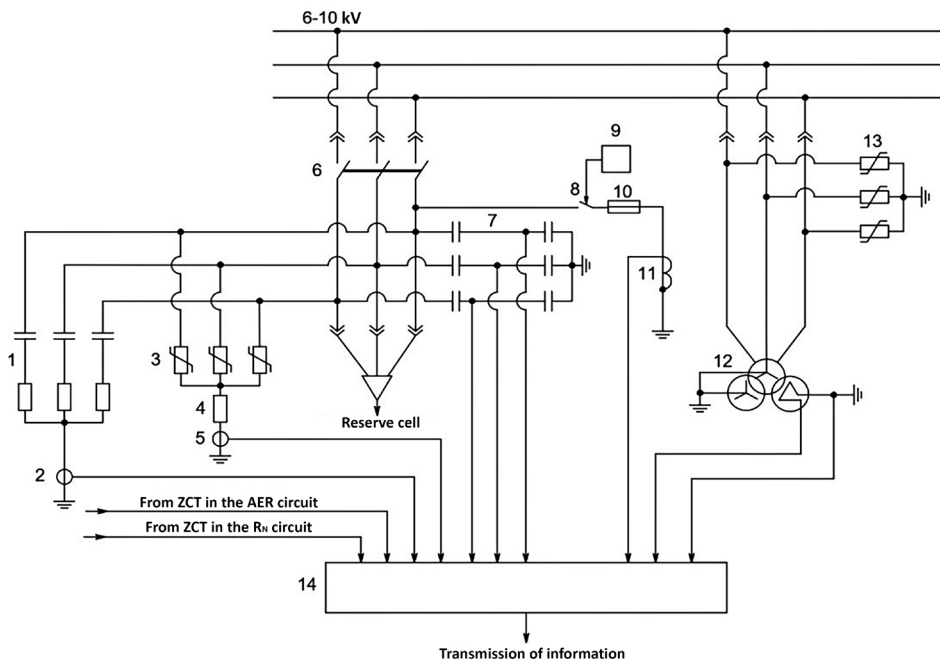 6-10 kV
9
13
6
8
10
7
11
1
3
12
4
Reserve cell
5
2
From ZCT in the AER circuit
From ZCT in the RN circuit
14
Transmission of information